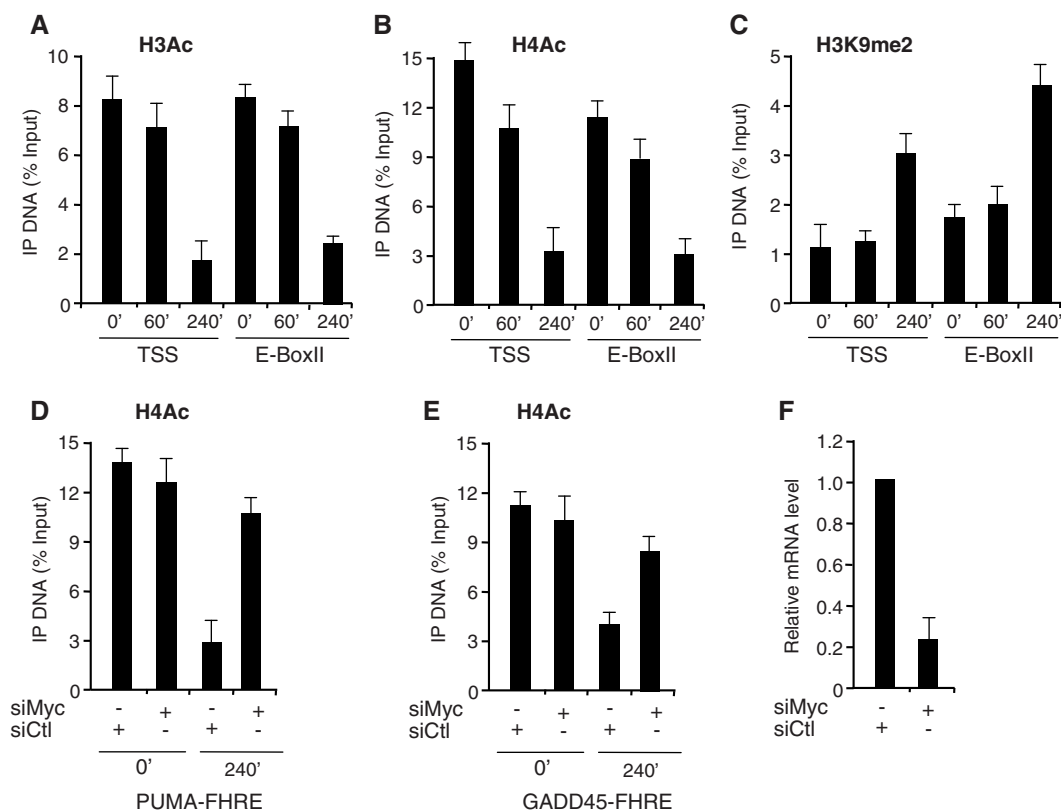 A
H3Ac
IP DNA (% Input)
10
8
6
4
2
0
0' 60' 240' 0' 60' 240'
TSS E-BoxII
B
H4Ac
IP DNA (% Input)
15
12
9
6
3
0
0' 60' 240' 0' 60' 240'
TSS E-BoxII
C
H3K9me2
IP DNA (% Input)
5
4
3
2
1
0
0' 60' 240' 0' 60' 240'
TSS E-BoxII
D
H4Ac
IP DNA (% Input)
15
12
9
6
3
0
siMyc - + - +
siCtl + - + -
0' 240'
PUMA-FHRE
E
H4Ac
IP DNA (% Input)
15
12
9
6
3
0
siMyc - + - +
siCtl + - + -
0' 240'
GADD45-FHRE
F
Relative mRNA level
1.2
1.0
0.8
0.6
0.4
0.2
0
siMyc - +
siCtl + -